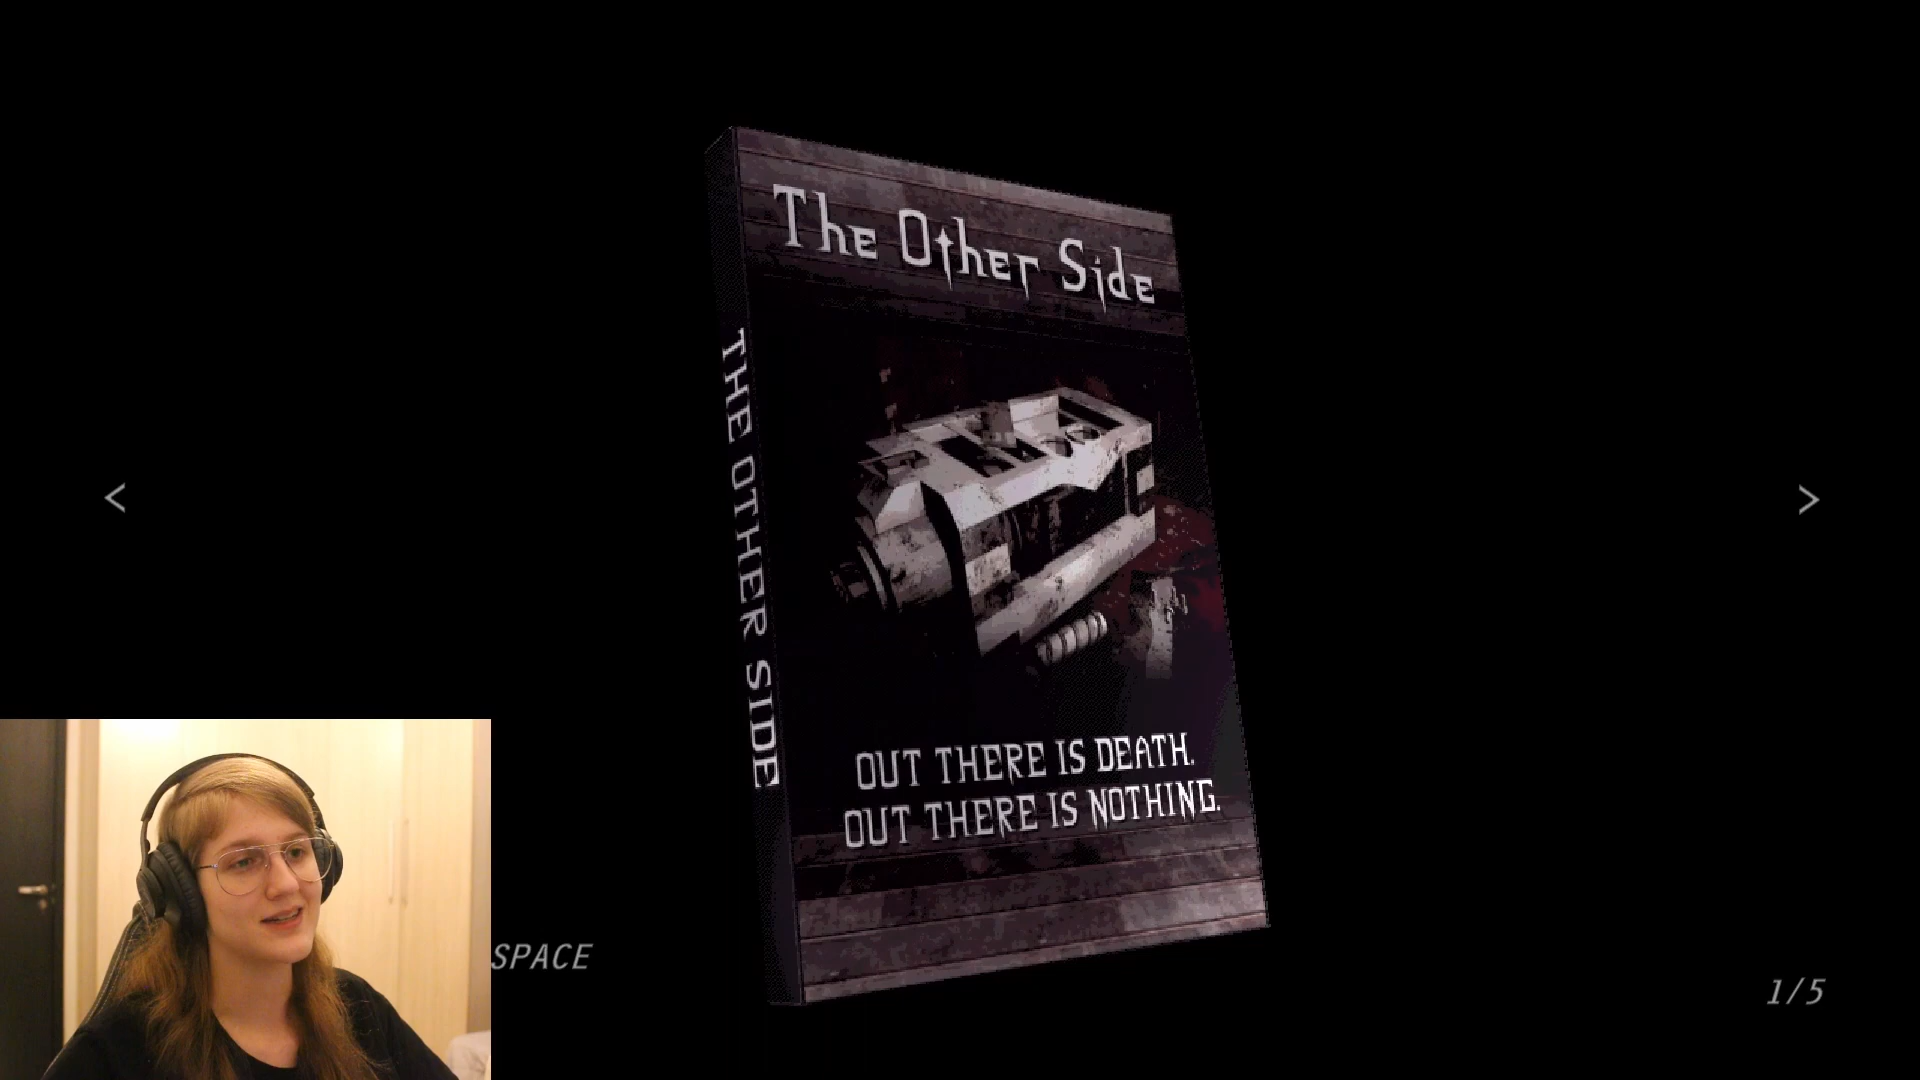 The Other Side
THE OTHER SIDE
OUT THERE IS DEATH.
OUT THERE IS NOTHING.
<
>
SPACE
1/5